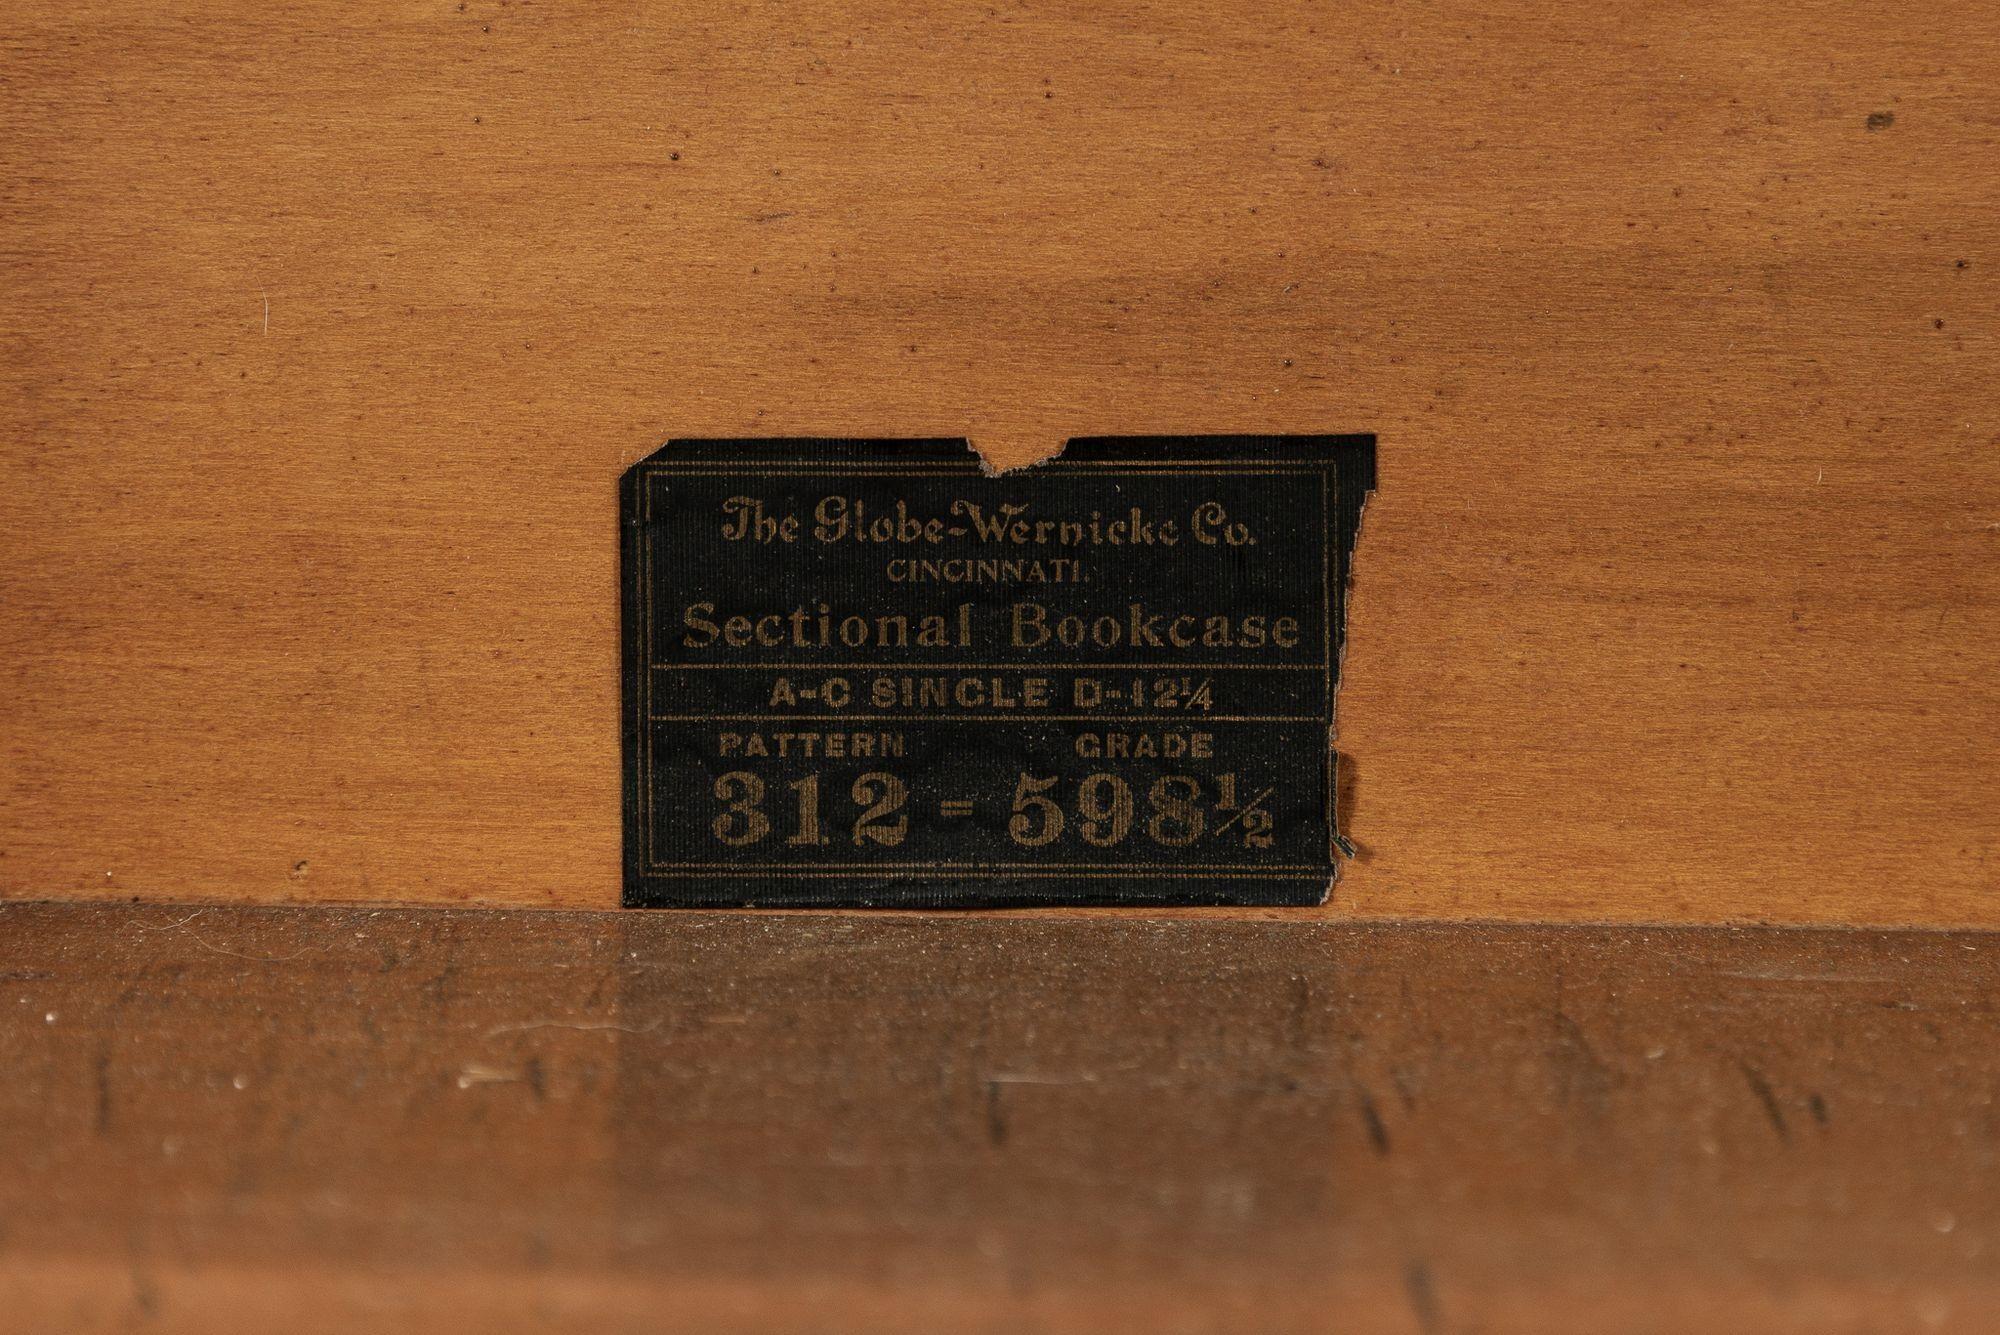 The Globe-Wernicke Co.
CINCINNATI.
Sectional Bookcase
A-C SINGLE D-12¼
PATTERN GRADE
312 = 598½